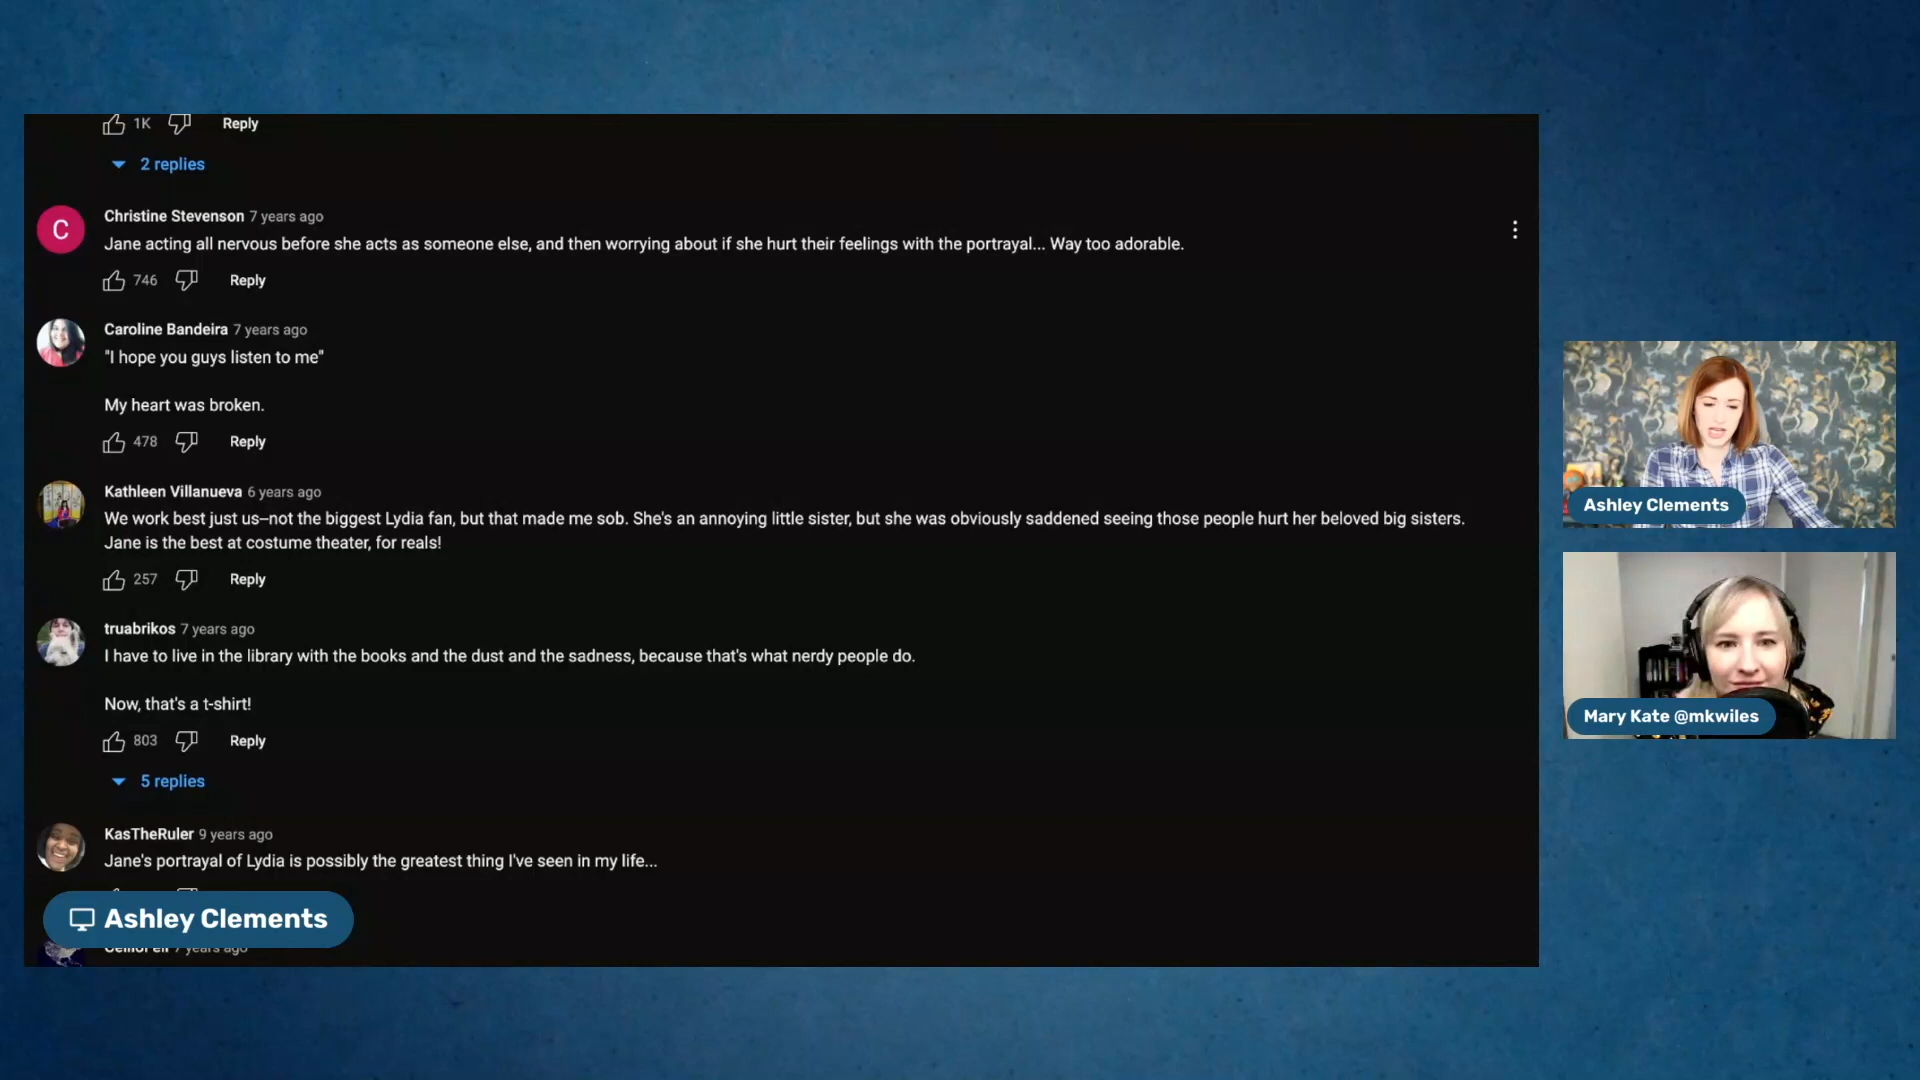 1K Reply
2 replies
C
Christine Stevenson 7 years ago
Jane acting all nervous before she acts as someone else, and then worrying about if she hurt their feelings with the portrayal... Way too adorable.
746 Reply
Caroline Bandeira 7 years ago
"I hope you guys listen to me"
My heart was broken.
478 Reply
Kathleen Villanueva 6 years ago
We work best just us–not the biggest Lydia fan, but that made me sob. She's an annoying little sister, but she was obviously saddened seeing those people hurt her beloved big sisters.
Jane is the best at costume theater, for reals!
257 Reply
truabrikos 7 years ago
I have to live in the library with the books and the dust and the sadness, because that's what nerdy people do.
Now, that's a t-shirt!
803 Reply
5 replies
KasTheRuler 9 years ago
Jane's portrayal of Lydia is possibly the greatest thing I've seen in my life...
Ashley Clements
7 years ago
Ashley Clements
Mary Kate @mkwiles